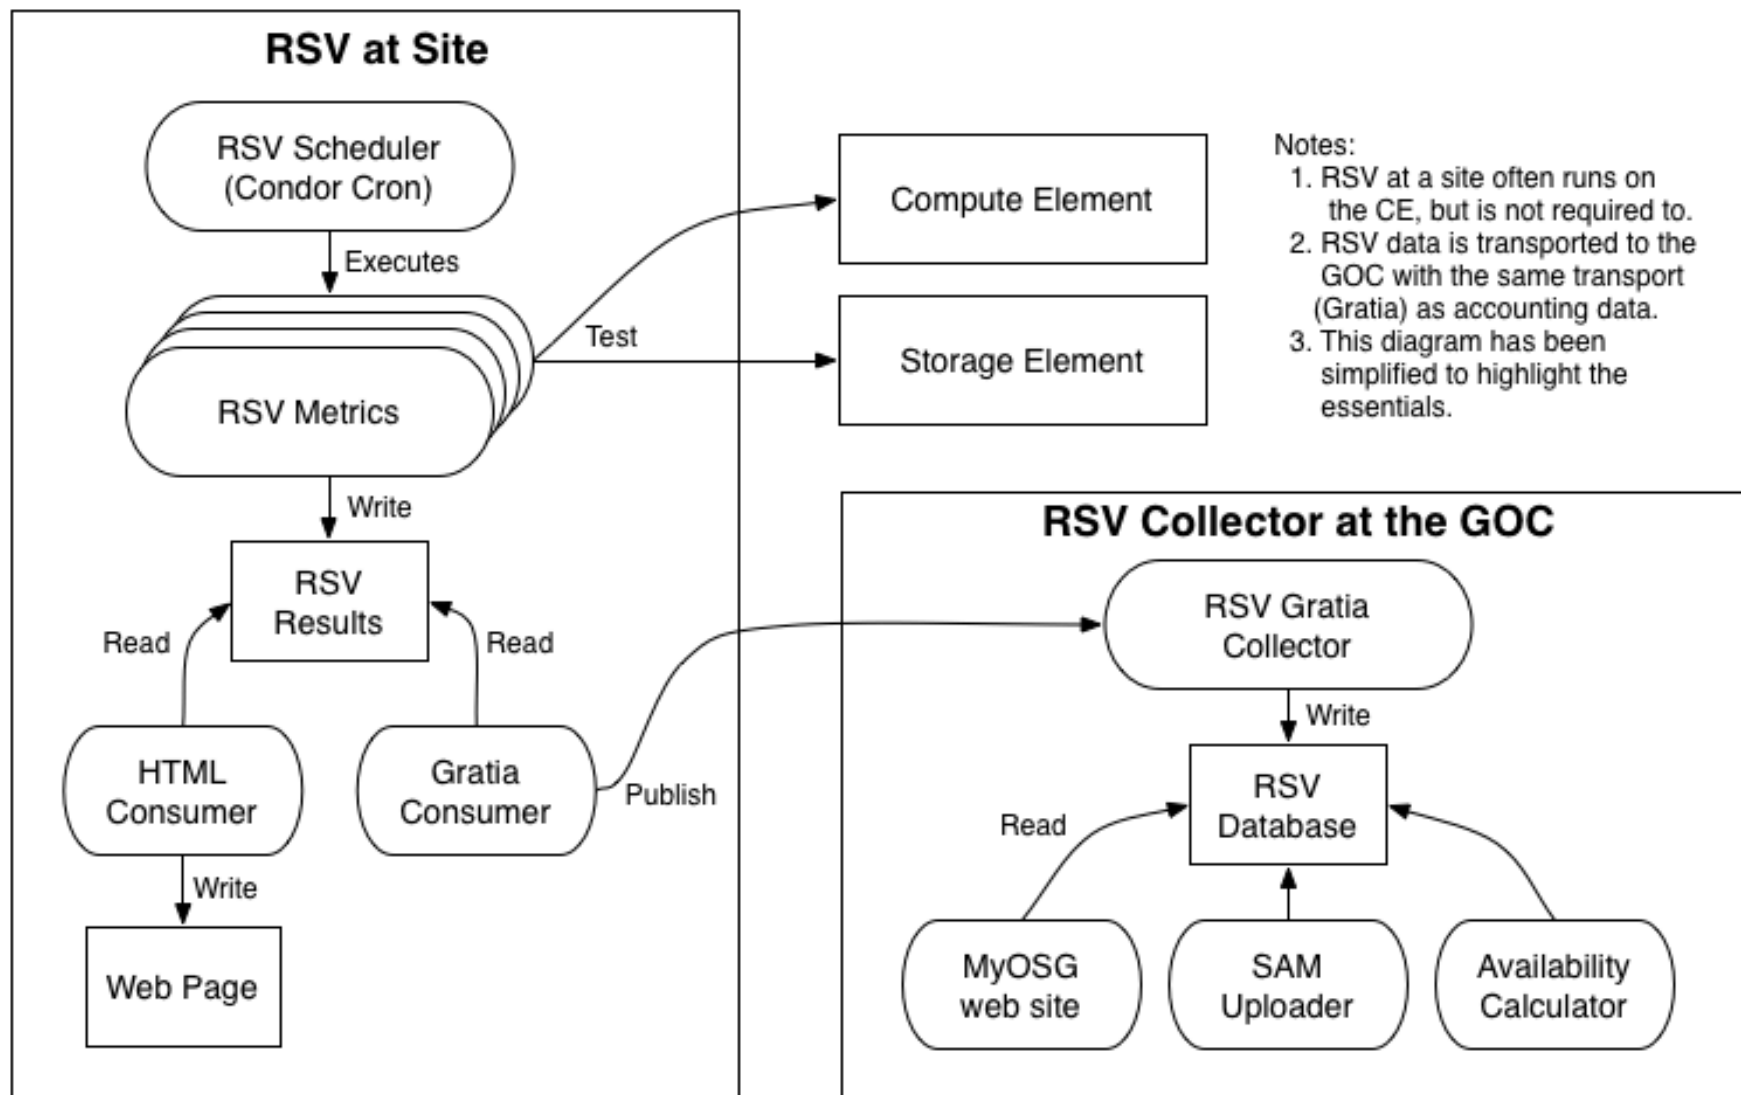 RSV at Site
RSV Scheduler
(Condor Cron)
Executes
RSV Metrics
Test
Compute Element
Storage Element
Notes:
1. RSV at a site often runs on
the CE, but is not required to.
2. RSV data is transported to the
GOC with the same transport
(Gratia) as accounting data.
3. This diagram has been
simplified to highlight the
essentials.
Write
RSV
Results
Read
Read
HTML
Consumer
Gratia
Consumer
Publish
Write
Web Page
RSV Collector at the GOC
RSV Gratia
Collector
Write
RSV
Database
Read
MyOSG
web site
SAM
Uploader
Availability
Calculator